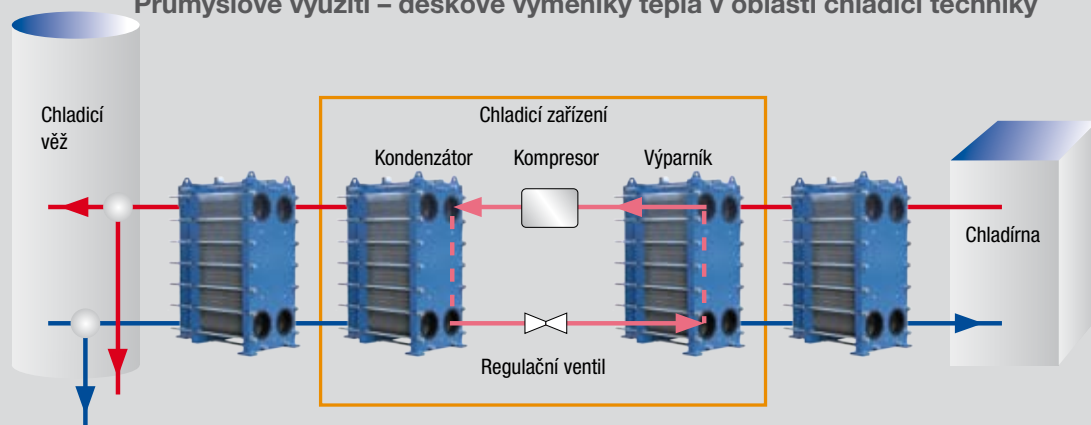 Průmyslové využití – deskové výměníky tepla v oblasti chladicí techniky
Chladicí
věž
Chladicí zařízení
Kondenzátor
Kompresor
Výparník
Chladírna
Regulační ventil